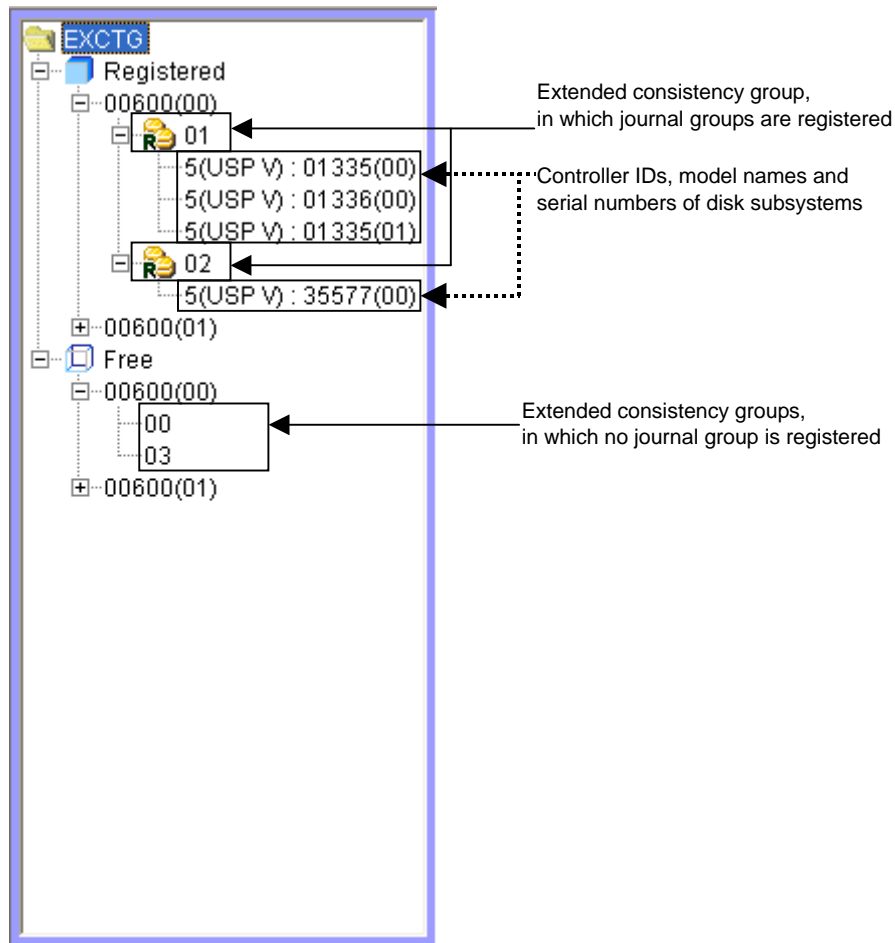 EXCTG
Registered
00600(00)
01
5(USP V) : 01335(00)
5(USP V) : 01336(00)
5(USP V) : 01335(01)
02
5(USP V) : 35577(00)
00600(01)
Free
00600(00)
00
03
00600(01)
Extended consistency group,
in which journal groups are registered
Controller IDs, model names and
serial numbers of disk subsystems
Extended consistency groups,
in which no journal group is registered